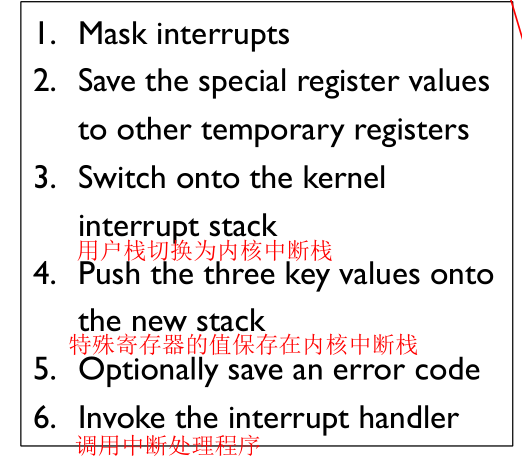 1. Mask interrupts
2. Save the special register values
to other temporary registers
3. Switch onto the kernel
interrupt stack
用户栈切换为内核中断栈
4. Push the three key values onto
the new stack
特殊寄存器的值保存在内核中断栈
5. Optionally save an error code
6. Invoke the interrupt handler
调用中断处理程序